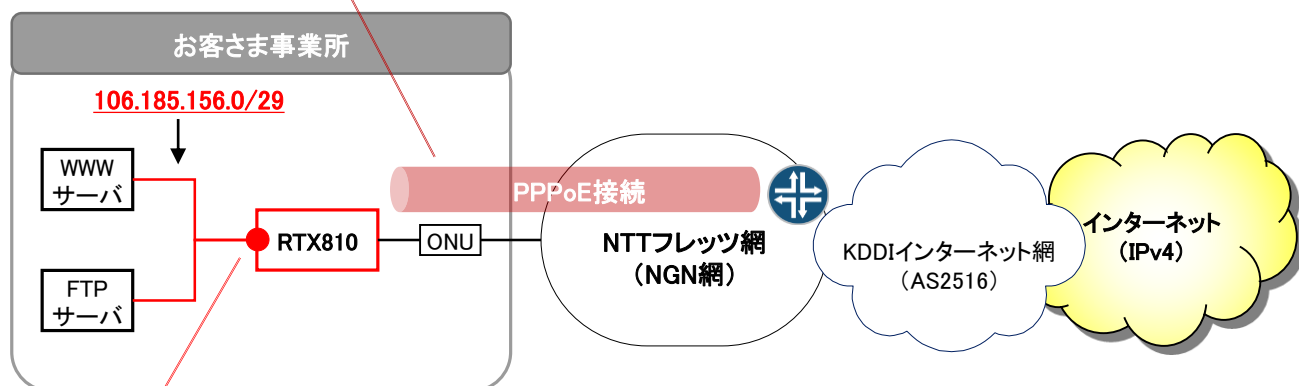 お客さま事業所
106.185.156.0/29
WWW
サーバ
FTP
サーバ
RTX810
ONU
PPPoE接続
NTTフレッツ網
（NGN網）
KDDIインターネット網
（AS2516）
インターネット
（IPv4）